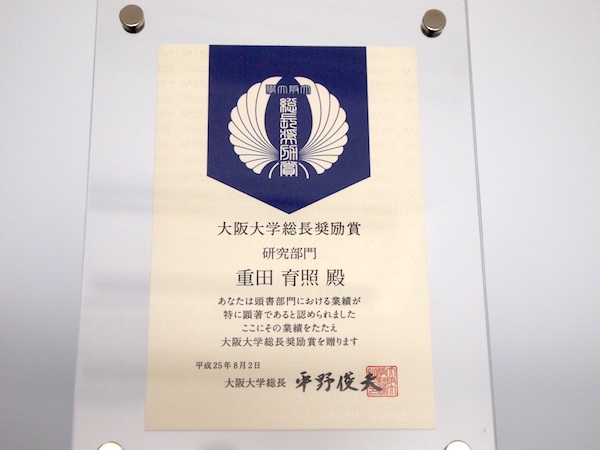 大阪大学
総長奨励賞
大阪大学総長奨励賞
研究部門
重田 育照 殿
あなたは頭書部門における業績が
特に顕著であると認められました
ここにその業績をたたえ
大阪大学総長奨励賞を贈ります
平成25年8月2日
大阪大学総長 平野俊夫